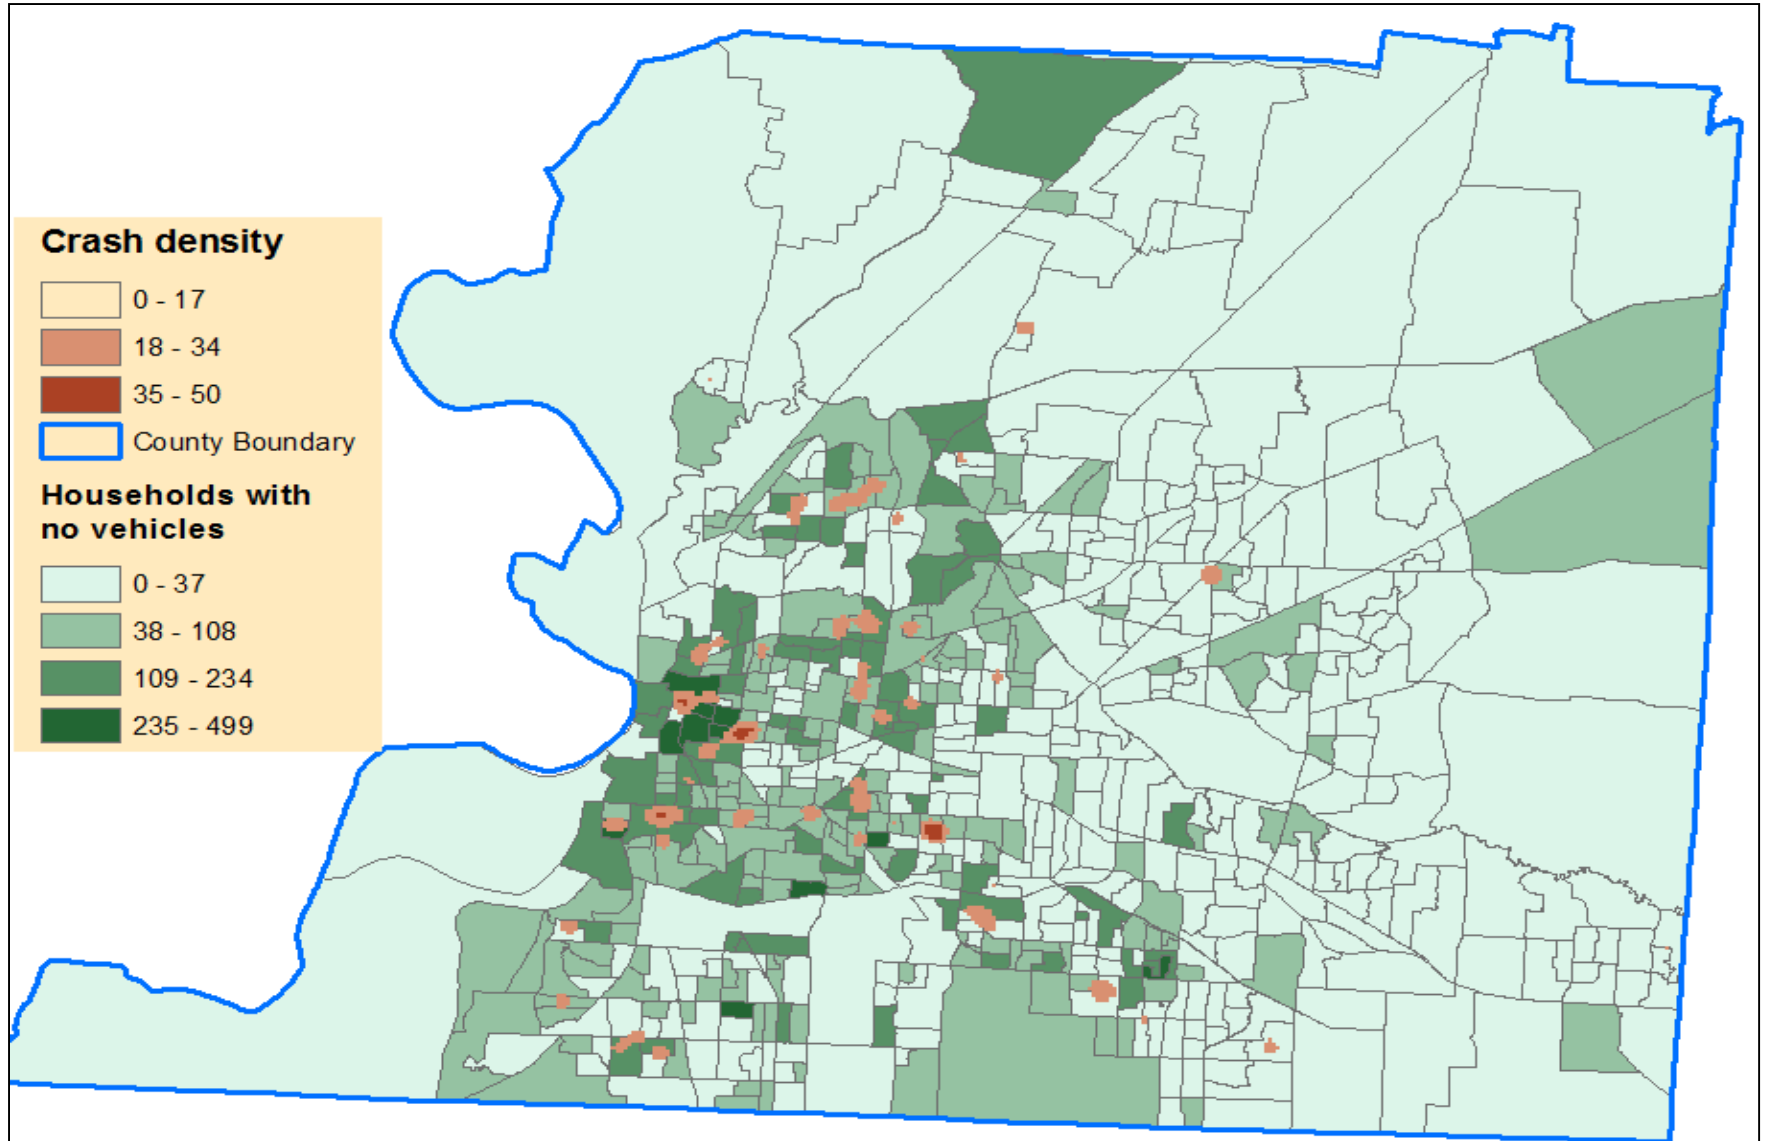 Crash density
0 - 17
18 - 34
35 - 50
County Boundary
Households with
no vehicles
0 - 37
38 - 108
109 - 234
235 - 499